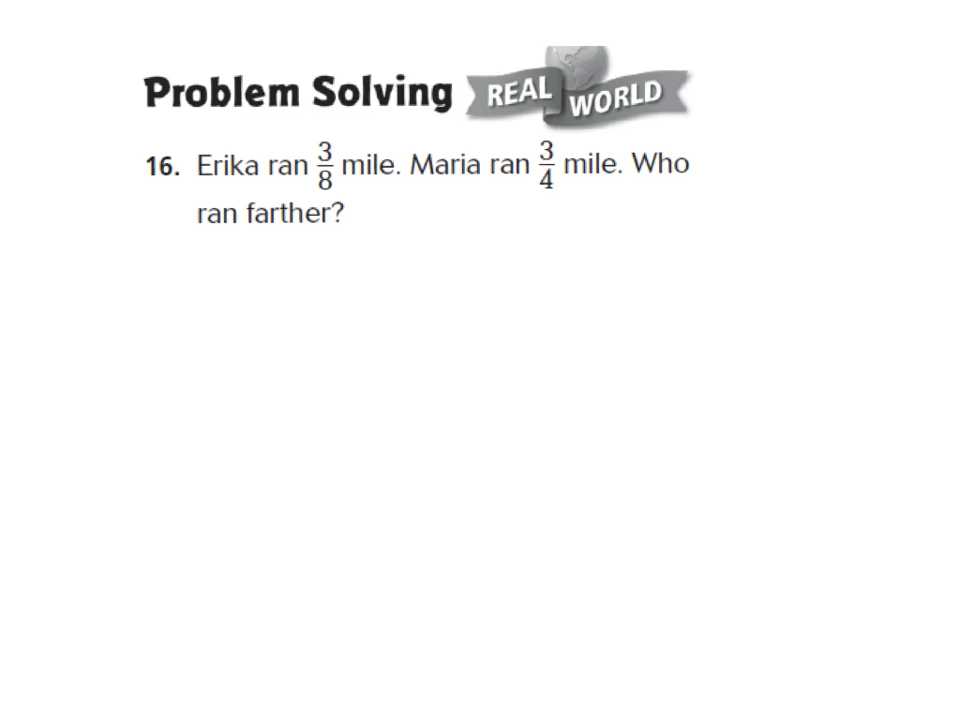 Problem Solving REAL WORLD
16. Erika ran 3/8 mile. Maria ran 3/4 mile. Who
ran farther?